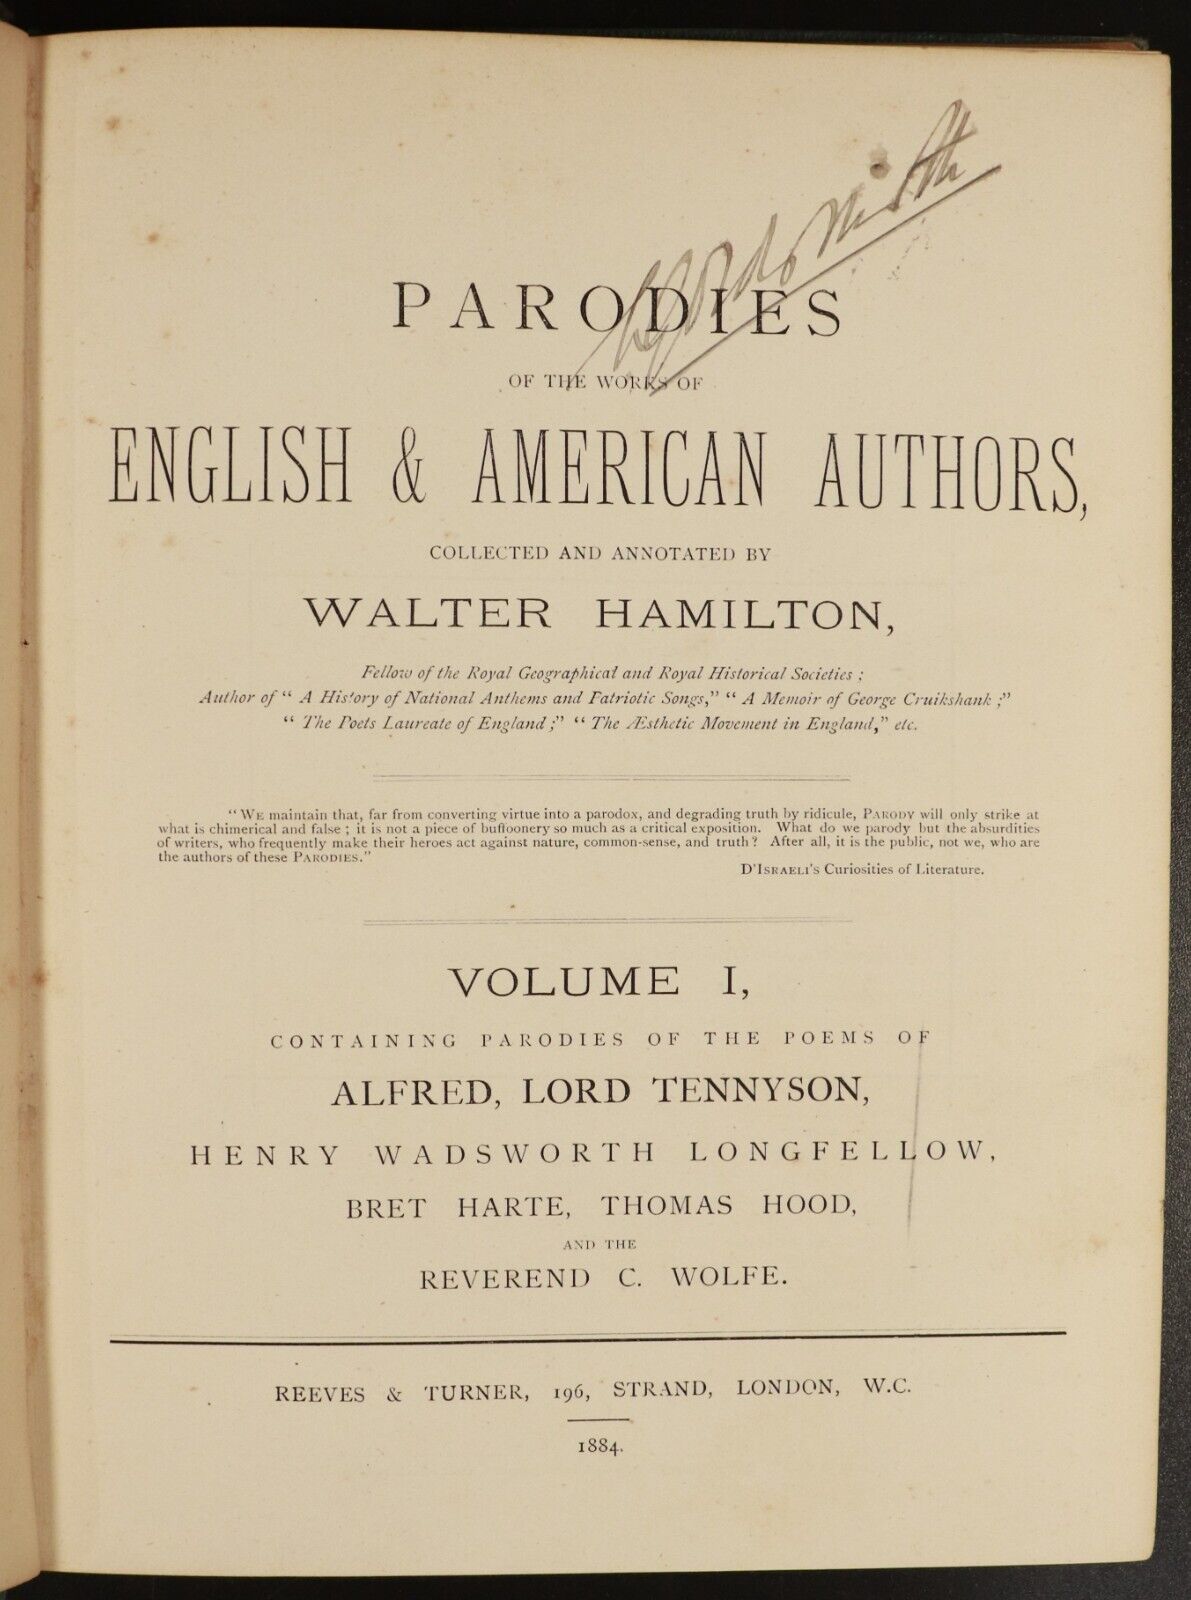 PARODIES
OF THE WORKS OF
ENGLISH & AMERICAN AUTHORS,
COLLECTED AND ANNOTATED BY
WALTER HAMILTON,
Fellow of the Royal Geographical and Royal Historical Societies ;
Author of “ A History of National Anthems and Patriotic Songs,” “ A Memoir of George Cruikshank ;”
“ The Poets Laureate of England ;” “ The Æsthetic Movement in England,” etc.
“ WE maintain that, far from converting virtue into a parodox, and degrading truth by ridicule, PARODY will only strike at
what is chimerical and false ; it is not a piece of buffoonery so much as a critical exposition. What do we parody but the absurdities
of writers, who frequently make their heroes act against nature, common-sense, and truth ? After all, it is the public, not we, who are
the authors of these PARODIES.”
D'ISRAELI'S Curiosities of Literature.
VOLUME I,
CONTAINING PARODIES OF THE POEMS OF
ALFRED, LORD TENNYSON,
HENRY WADSWORTH LONGFELLOW,
BRET HARTE, THOMAS HOOD,
AND THE
REVEREND C. WOLFE.
REEVES & TURNER, 196, STRAND, LONDON, W.C.
1884.